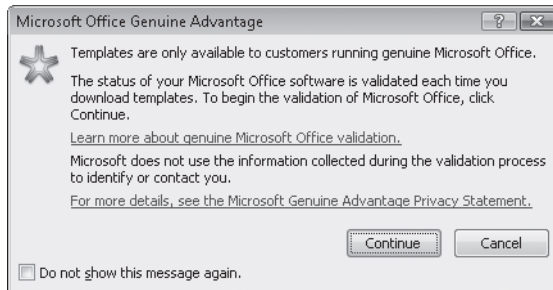 Microsoft Office Genuine Advantage
Templates are only available to customers running genuine Microsoft Office.
The status of your Microsoft Office software is validated each time you
download templates. To begin the validation of Microsoft Office, click
Continue.
Learn more about genuine Microsoft Office validation.
Microsoft does not use the information collected during the validation process
to identify or contact you.
For more details, see the Microsoft Genuine Advantage Privacy Statement.
Continue Cancel
Do not show this message again.